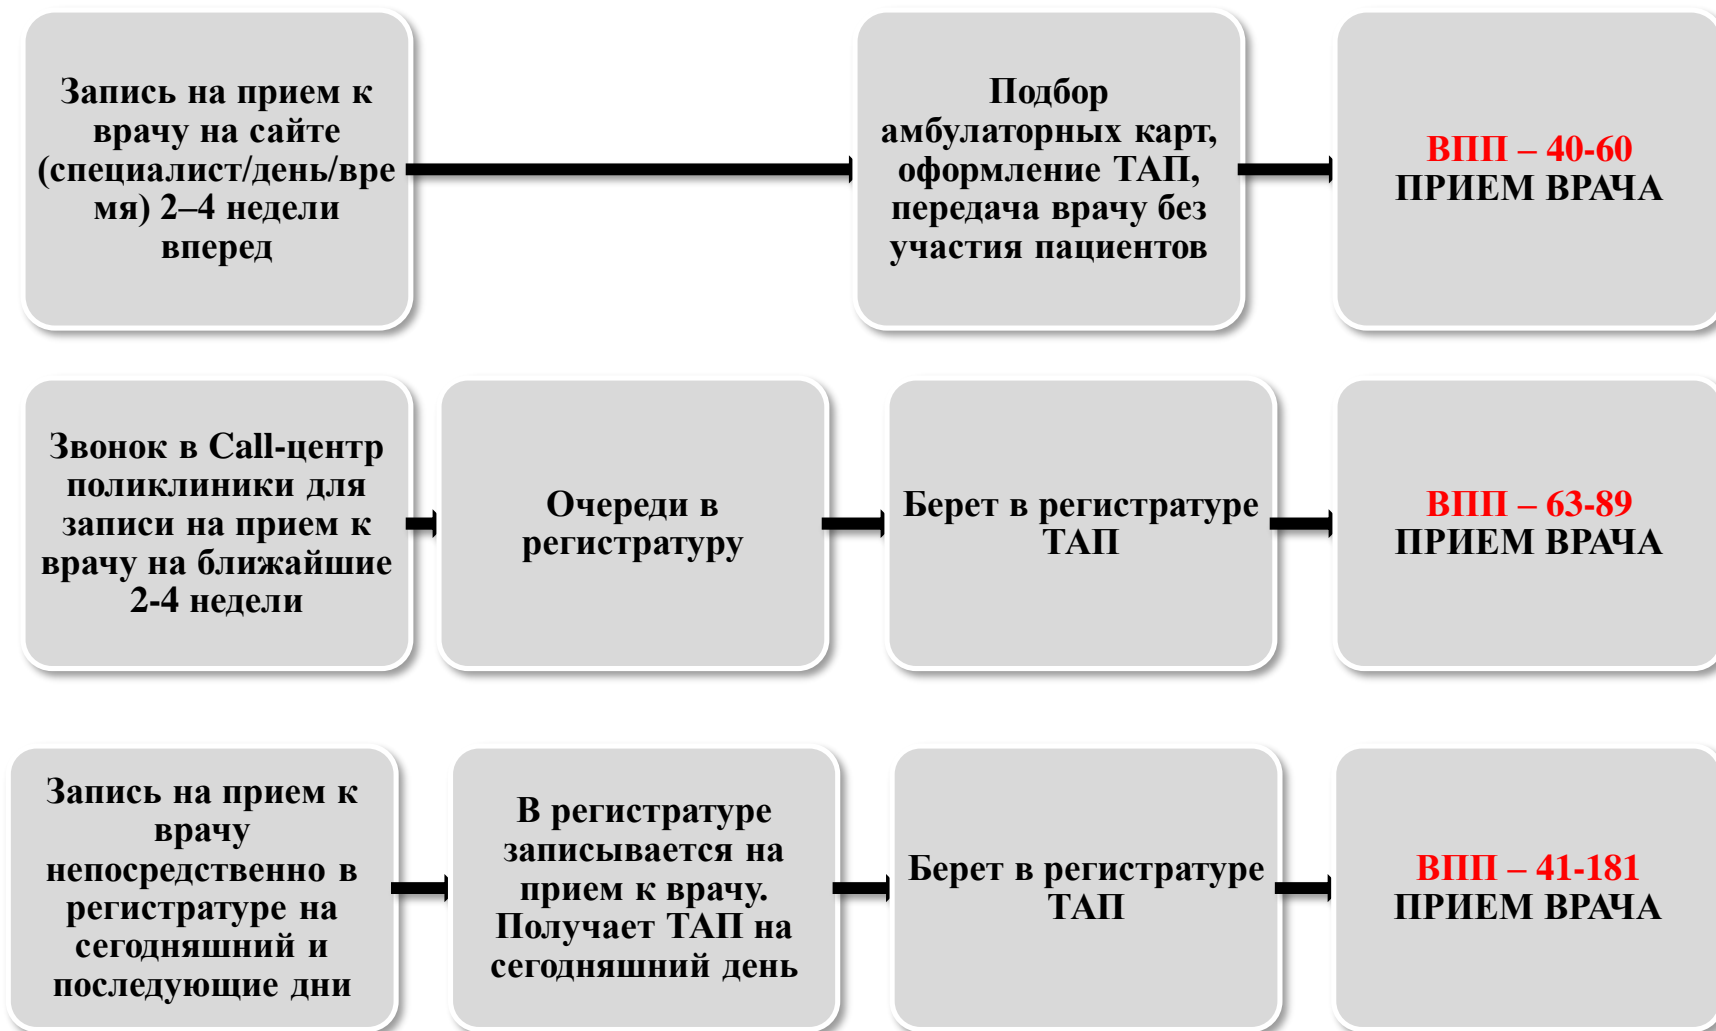 Запись на прием к
врачу на сайте
(специалист/день/вре
мя) 2–4 недели
вперед
Подбор
амбулаторных карт,
оформление ТАП,
передача врачу без
участия пациентов
ВПП – 40-60
ПРИЕМ ВРАЧА
Звонок в Call-центр
поликлиники для
записи на прием к
врачу на ближайшие
2-4 недели
Очереди в
регистратуру
Берет в регистратуре
ТАП
ВПП – 63-89
ПРИЕМ ВРАЧА
Запись на прием к
врачу
непосредственно в
регистратуре на
сегодняшний и
последующие дни
В регистратуре
записывается на
прием к врачу.
Получает ТАП на
сегодняшний день
Берет в регистратуре
ТАП
ВПП – 41-181
ПРИЕМ ВРАЧА